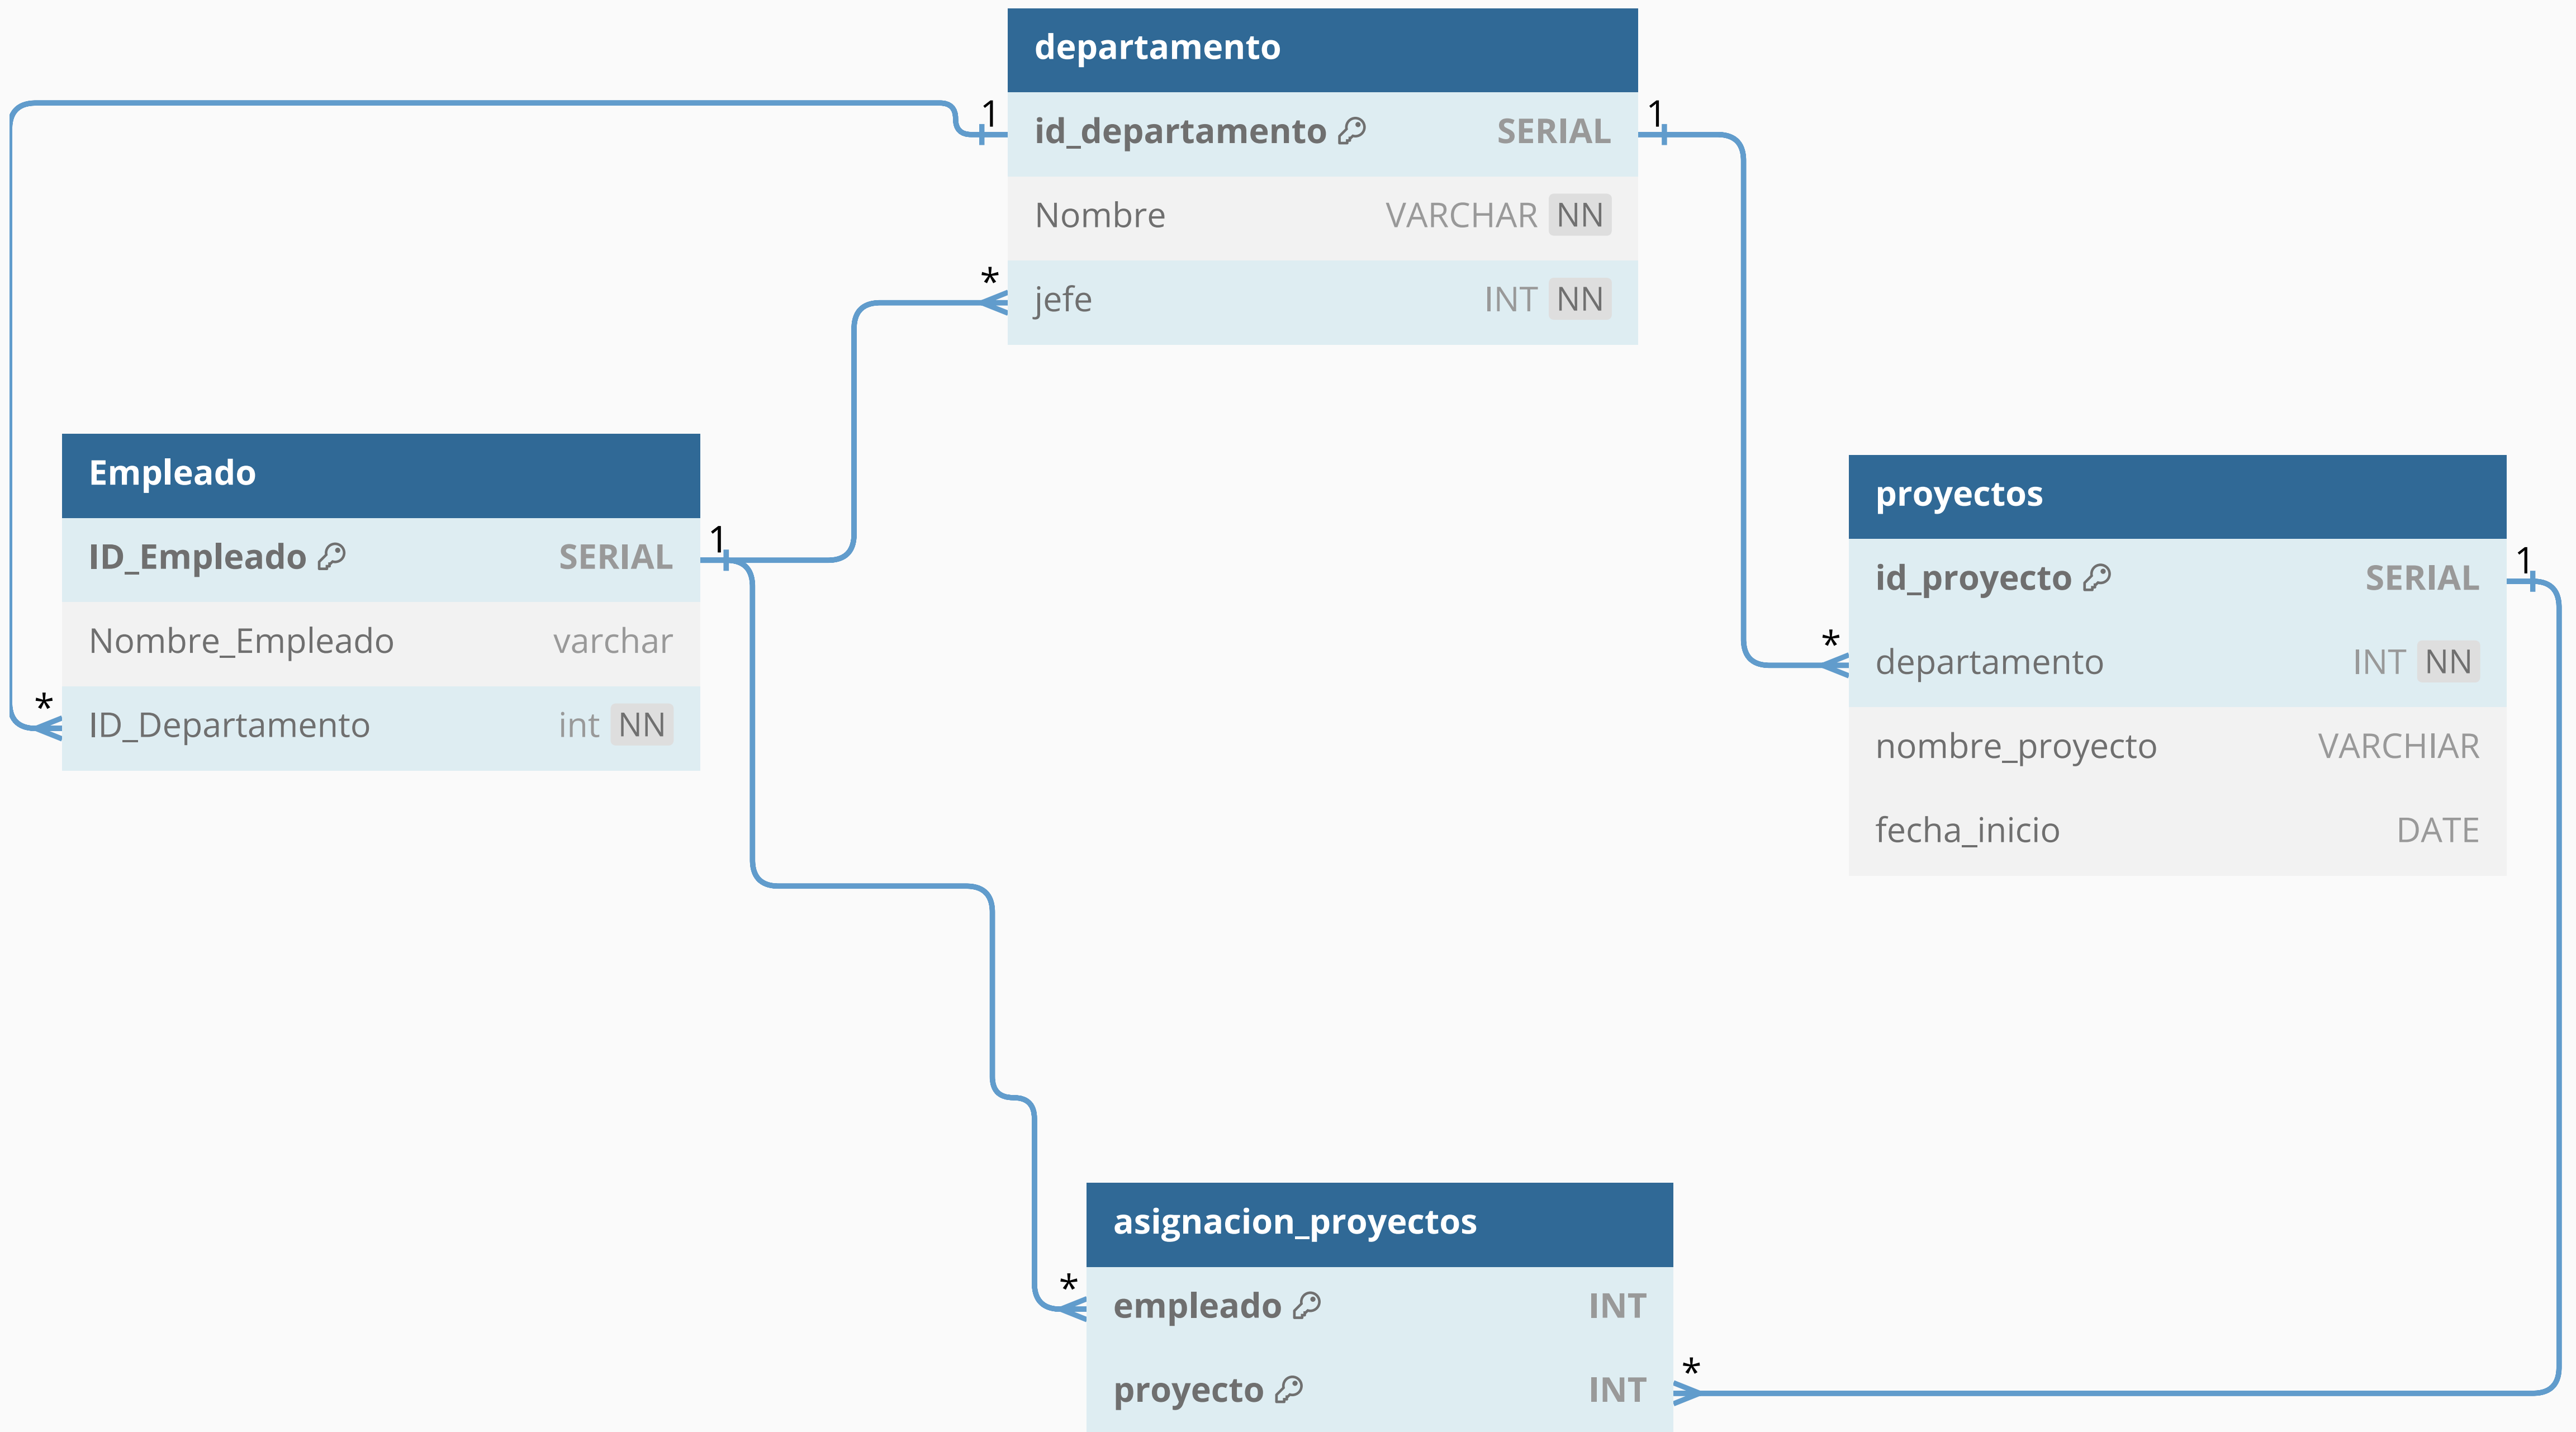 departamento
1 id_departamento SERIAL 1
Nombre VARCHAR NN
* jefe INT NN
Empleado
ID_Empleado SERIAL 1
Nombre_Empleado varchar
* ID_Departamento int NN
proyectos
id_proyecto SERIAL 1
* departamento INT NN
nombre_proyecto VARCHIAR
fecha_inicio DATE
asignacion_proyectos
* empleado INT
proyecto INT *